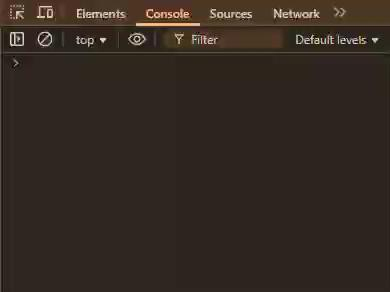 Elements Console Sources Network
top Filter Default levels